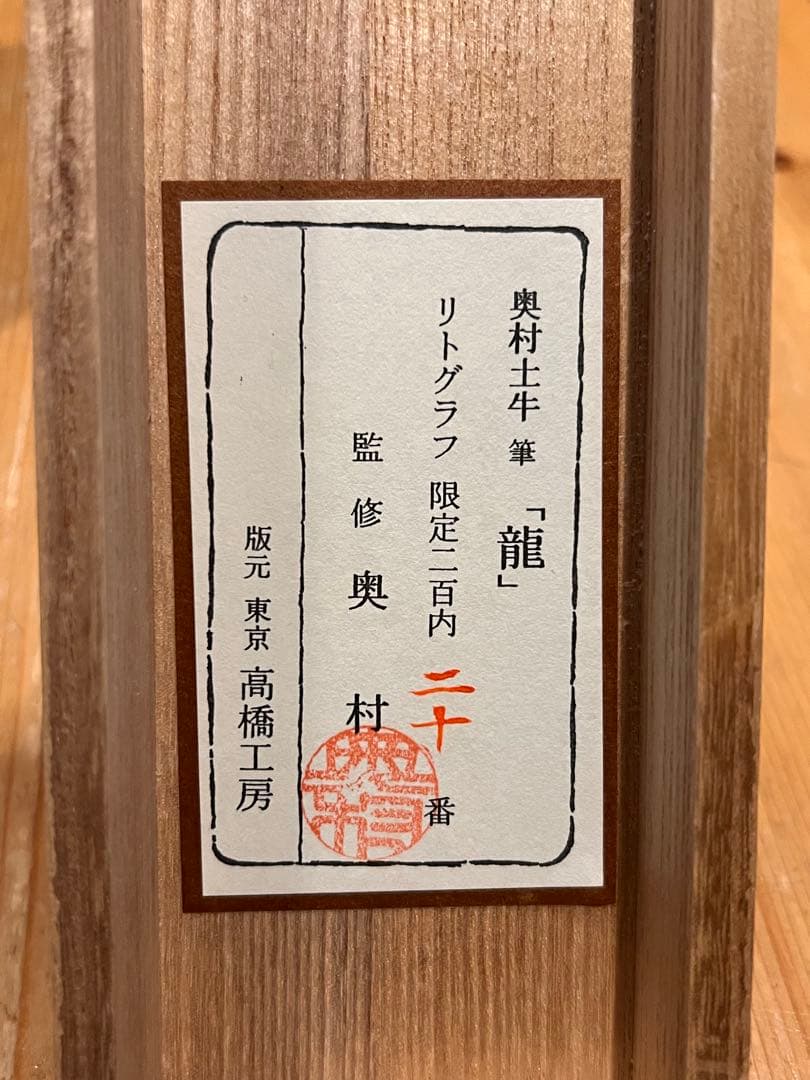 奥村土牛 筆 「龍」
リトグラフ 限定二百内 二十 番
監修 奥村
版元 東京 高橋工房